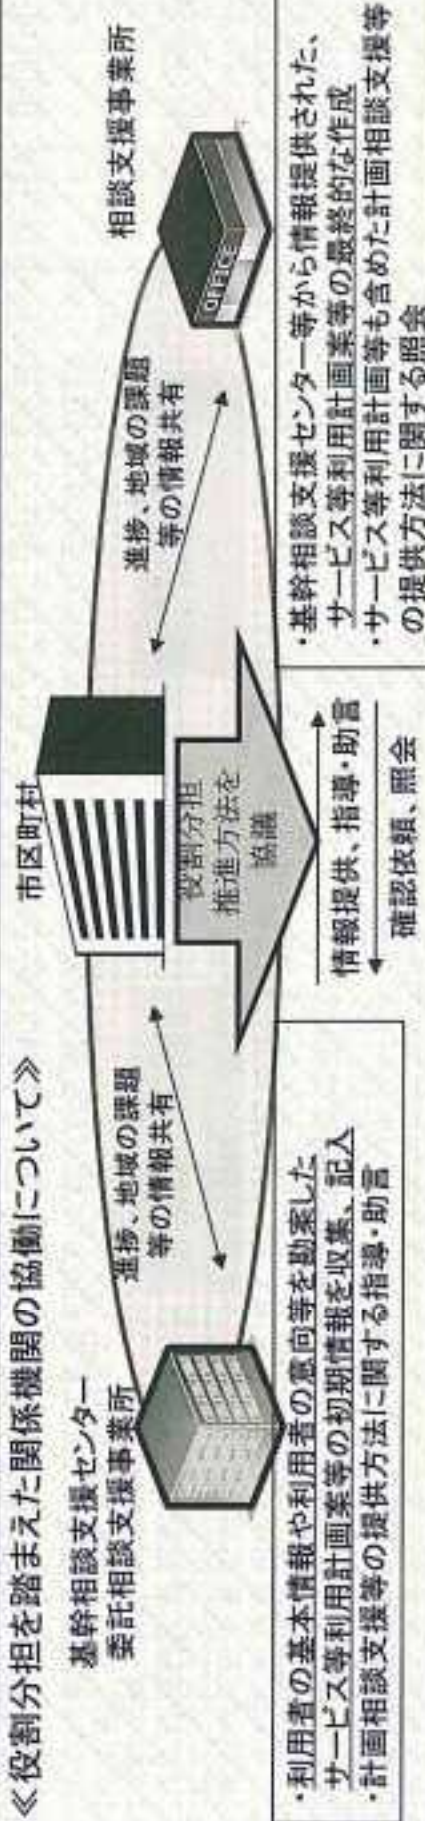 ≪役割分担を踏まえた関係機関の協働について≫
市区町村
基幹相談支援センター
委託相談支援事業所
相談支援事業所
進捗、地域の課題
等の情報共有
進捗、地域の課題
等の情報共有
役割分担
推進方法を
協議
OFFICE
・利用者の基本情報や利用者の意向等を勘案した
サービス等利用計画案等の初期情報を収集、記入
・計画相談支援等の提供方法に関する指導・助言
情報提供、指導・助言
確認依頼、照会
・基幹相談支援センター等から情報提供された、
サービス等利用計画案等の最終的な作成
・サービス等利用計画等も含めた計画相談支援等
の提供方法に関する照会